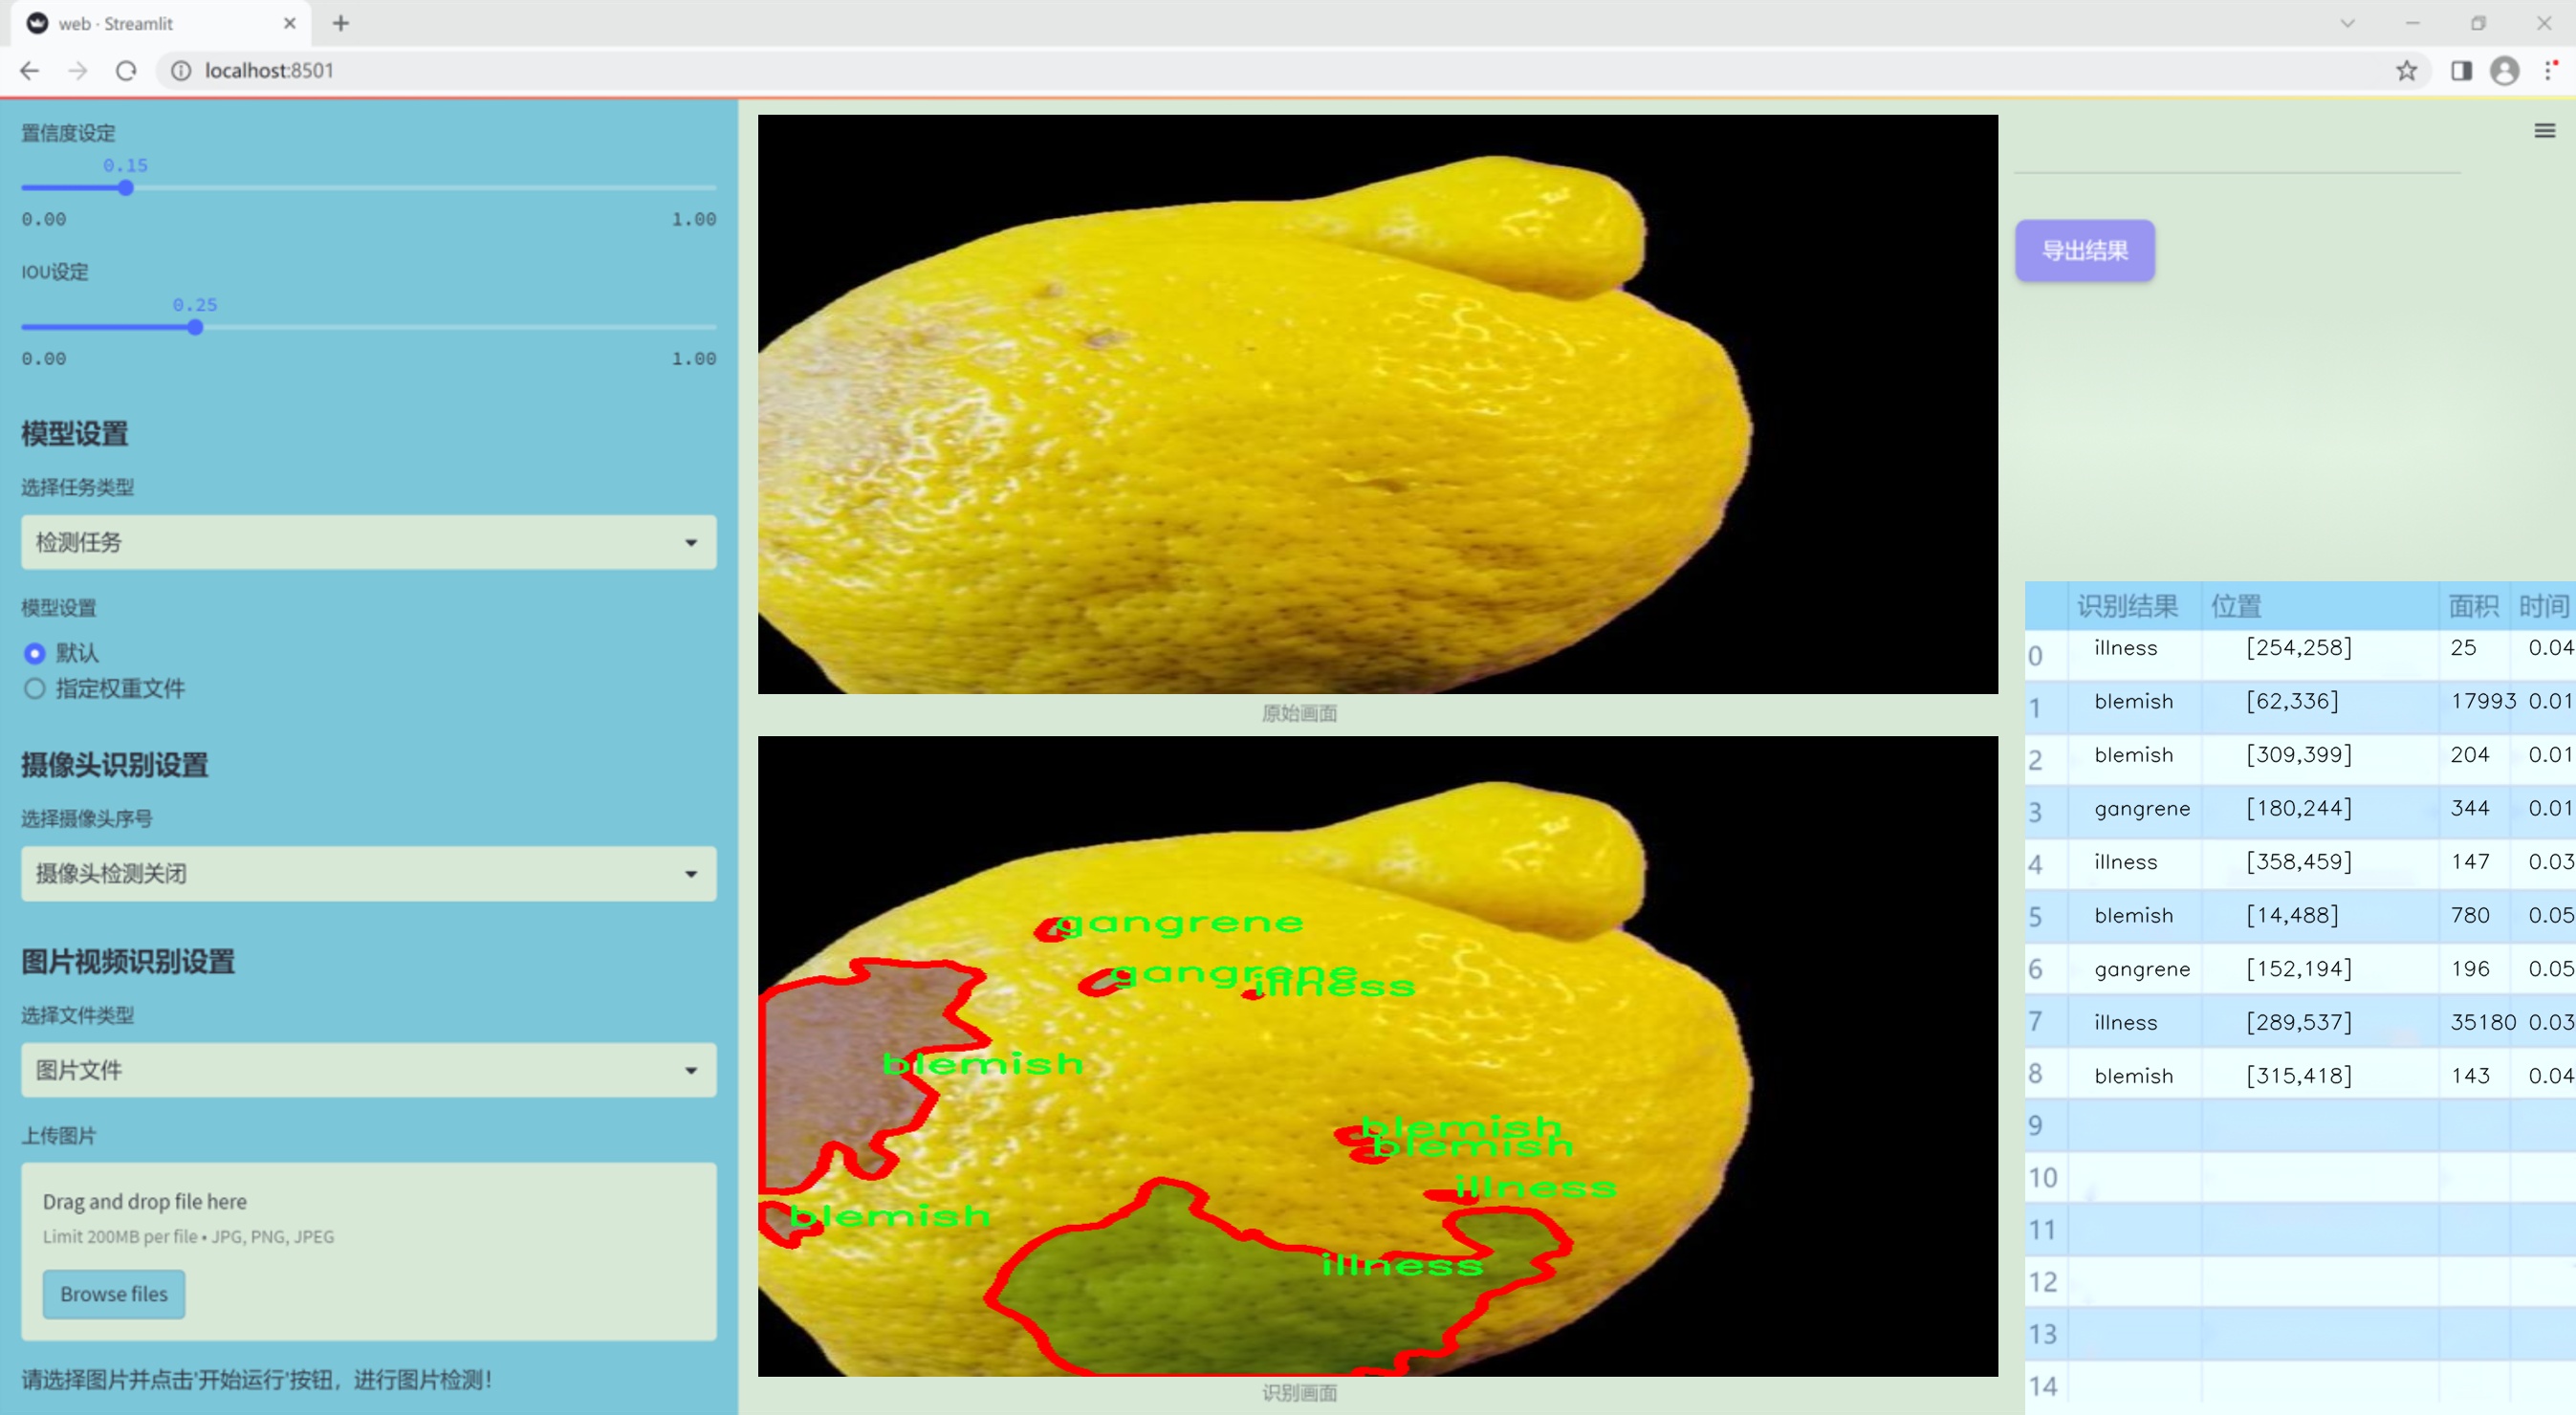 web · Streamlit
localhost:8501
置信度设定
0.15
0.00 1.00
IOU设定
0.25
0.00 1.00
模型设置
选择任务类型
检测任务
模型设置
默认
指定权重文件
摄像头识别设置
选择摄像头序号
摄像头检测关闭
图片视频识别设置
选择文件类型
图片文件
上传图片
Drag and drop file here
Limit 200MB per file • JPG, PNG, JPEG
Browse files
请选择图片并点击'开始运行'按钮，进行图片检测！
原始画面
gangrene
gangrene
illness
blemish
blemish
blemish
illness
blemish
illness
识别画面
导出结果
识别结果 位置 面积 时间
0 illness [254,258] 25 0.04
1 blemish [62,336] 17993 0.01
2 blemish [309,399] 204 0.01
3 gangrene [180,244] 344 0.01
4 illness [358,459] 147 0.03
5 blemish [14,488] 780 0.05
6 gangrene [152,194] 196 0.05
7 illness [289,537] 35180 0.03
8 blemish [315,418] 143 0.04
9
10
11
12
13
14